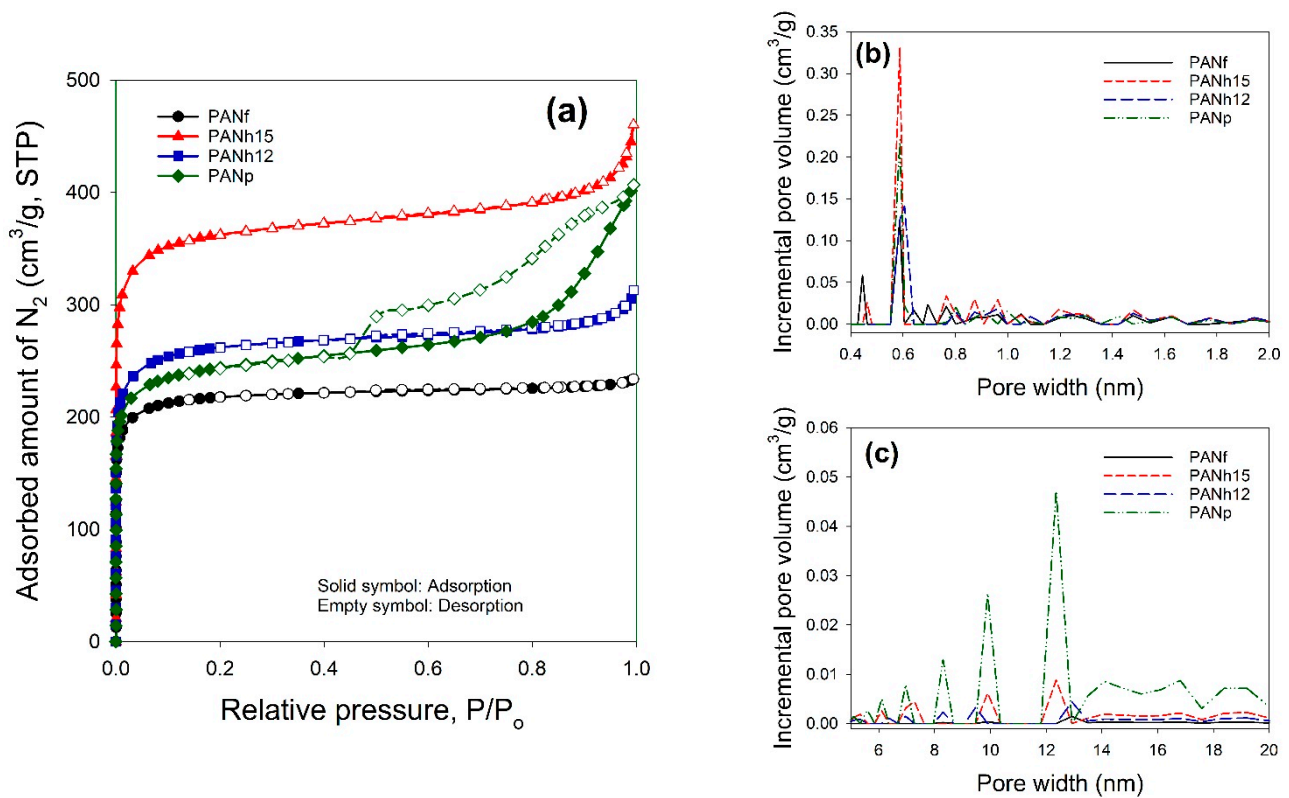 (a)
PANf
PANh15
PANh12
PANp
Solid symbol: Adsorption
Empty symbol: Desorption
500
400
300
200
100
0
0.0 0.2 0.4 0.6 0.8 1.0
Relative pressure, P/Po
Adsorbed amount of N2 (cm3/g, STP)
(b)
PANf
PANh15
PANh12
PANp
0.35
0.30
0.25
0.20
0.15
0.10
0.05
0.00
0.4 0.6 0.8 1.0 1.2 1.4 1.6 1.8 2.0
Pore width (nm)
Incremental pore volume (cm3/g)
(c)
PANf
PANh15
PANh12
PANp
0.06
0.05
0.04
0.03
0.02
0.01
0.00
6 8 10 12 14 16 18 20
Pore width (nm)
Incremental pore volume (cm3/g)